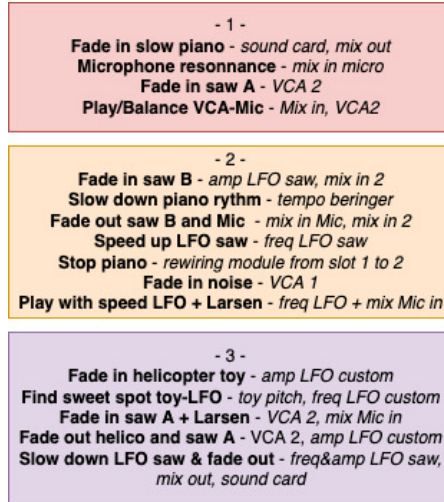 - 1 -
Fade in slow piano - sound card, mix out
Microphone resonnance - mix in micro
Fade in saw A - VCA 2
Play/Balance VCA-Mic - Mix in, VCA2
- 2 -
Fade in saw B - amp LFO saw, mix in 2
Slow down piano rythm - tempo beringer
Fade out saw B and Mic - mix in Mic, mix in 2
Speed up LFO saw - freq LFO saw
Stop piano - rewiring module from slot 1 to 2
Fade in noise - VCA 1
Play with speed LFO + Larsen - freq LFO + mix Mic in
- 3 -
Fade in helicopter toy - amp LFO custom
Find sweet spot toy-LFO - toy pitch, freq LFO custom
Fade in saw A + Larsen - VCA 2, mix Mic in
Fade out helico and saw A - VCA 2, amp LFO custom
Slow down LFO saw & fade out - freq&amp LFO saw,
mix out, sound card